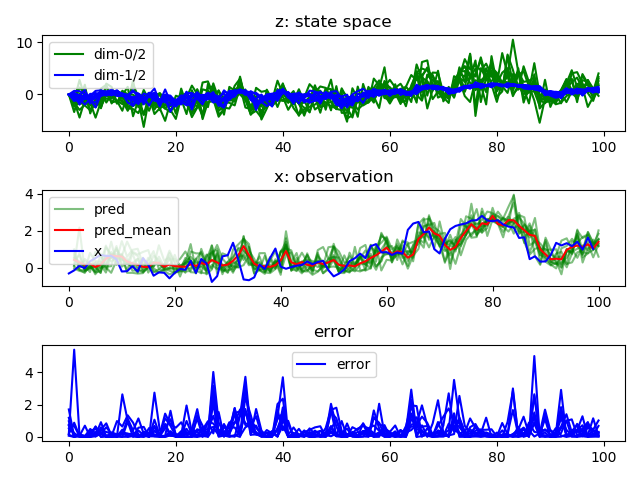 z: state space
10
0
dim-0/2
dim-1/2
0 20 40 60 80 100
x: observation
4
2
0
pred
pred_mean
x
0 20 40 60 80 100
error
4
2
0
error
0 20 40 60 80 100